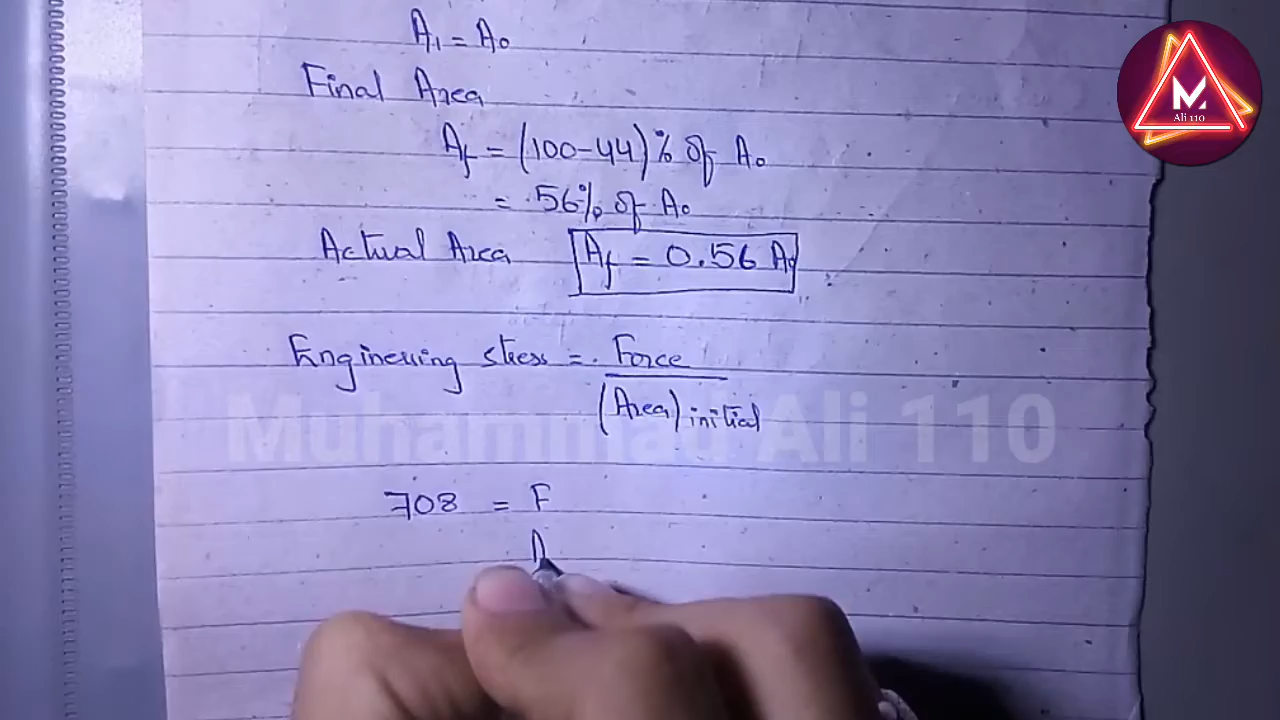 A₁ = A₀
Final Area
A_f = (100-44)% of A₀
= 56% of A₀
Actual Area A_f = 0.56 A₀
Engineering stress = Force
(Area) initial
708 = F
A
M
Ali 110
Muhammad Ali 110